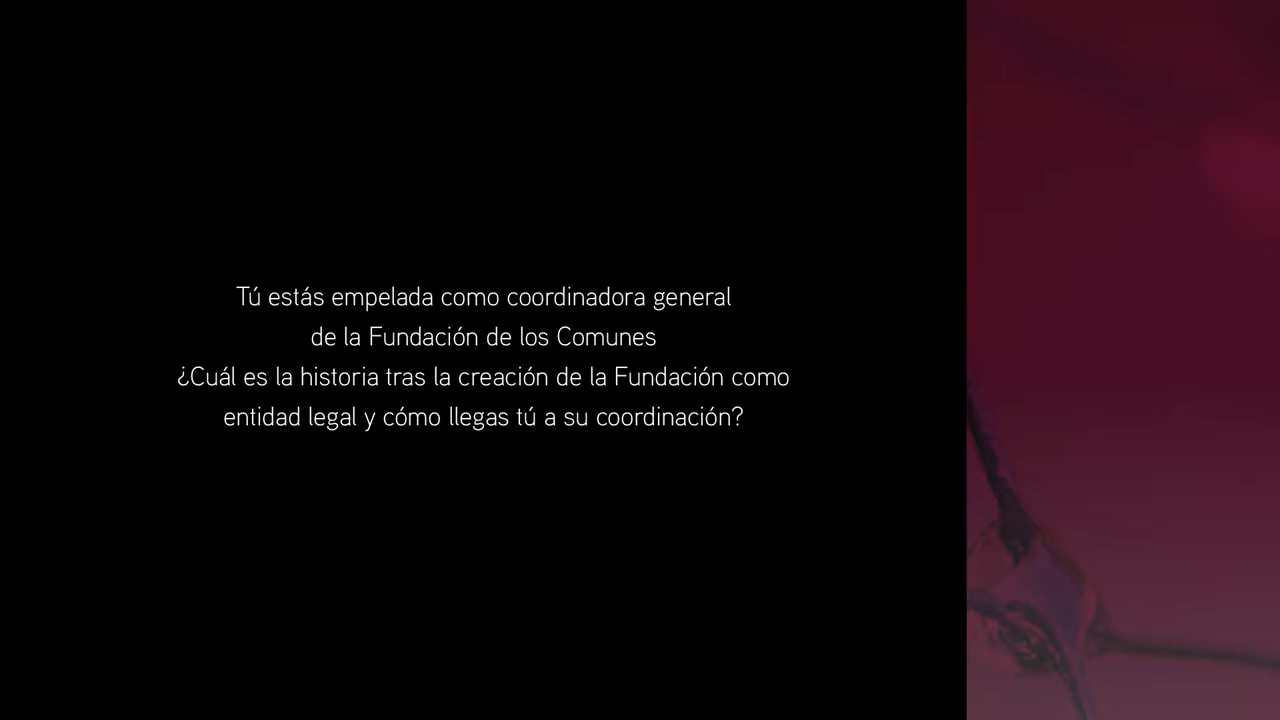 Tú estás empelada como coordinadora general
de la Fundación de los Comunes
¿Cuál es la historia tras la creación de la Fundación como
entidad legal y cómo llegas tú a su coordinación?